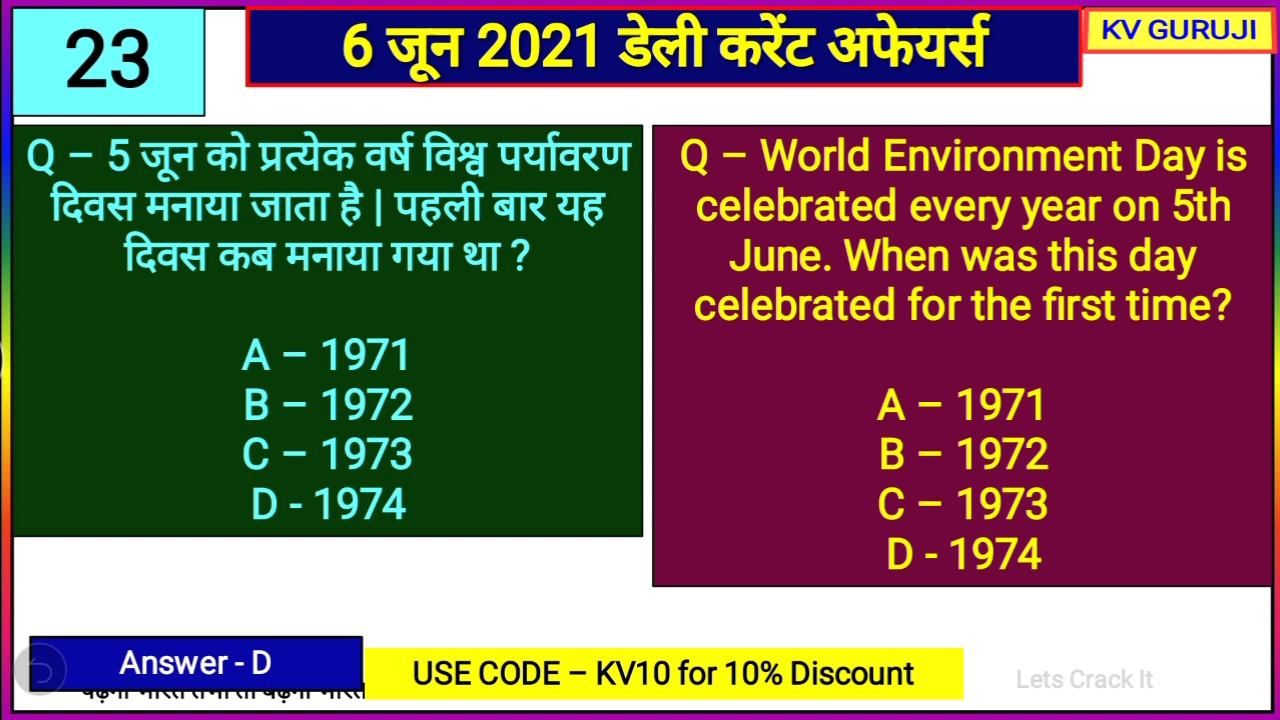 23
6 जून 2021 डेली करेंट अफेयर्स
KV GURUJI
Q – 5 जून को प्रत्येक वर्ष विश्व पर्यावरण
दिवस मनाया जाता है | पहली बार यह
दिवस कब मनाया गया था ?
A – 1971
B – 1972
C – 1973
D - 1974
Q – World Environment Day is
celebrated every year on 5th
June. When was this day
celebrated for the first time?
A – 1971
B – 1972
C – 1973
D - 1974
Answer - D
USE CODE – KV10 for 10% Discount
Lets Crack It